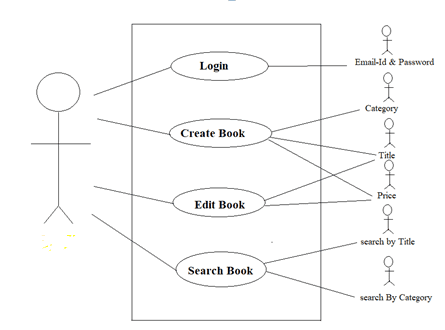 Login
Email-Id & Password
Category
Create Book
Title
Price
Edit Book
search by Title
Search Book
search By Category